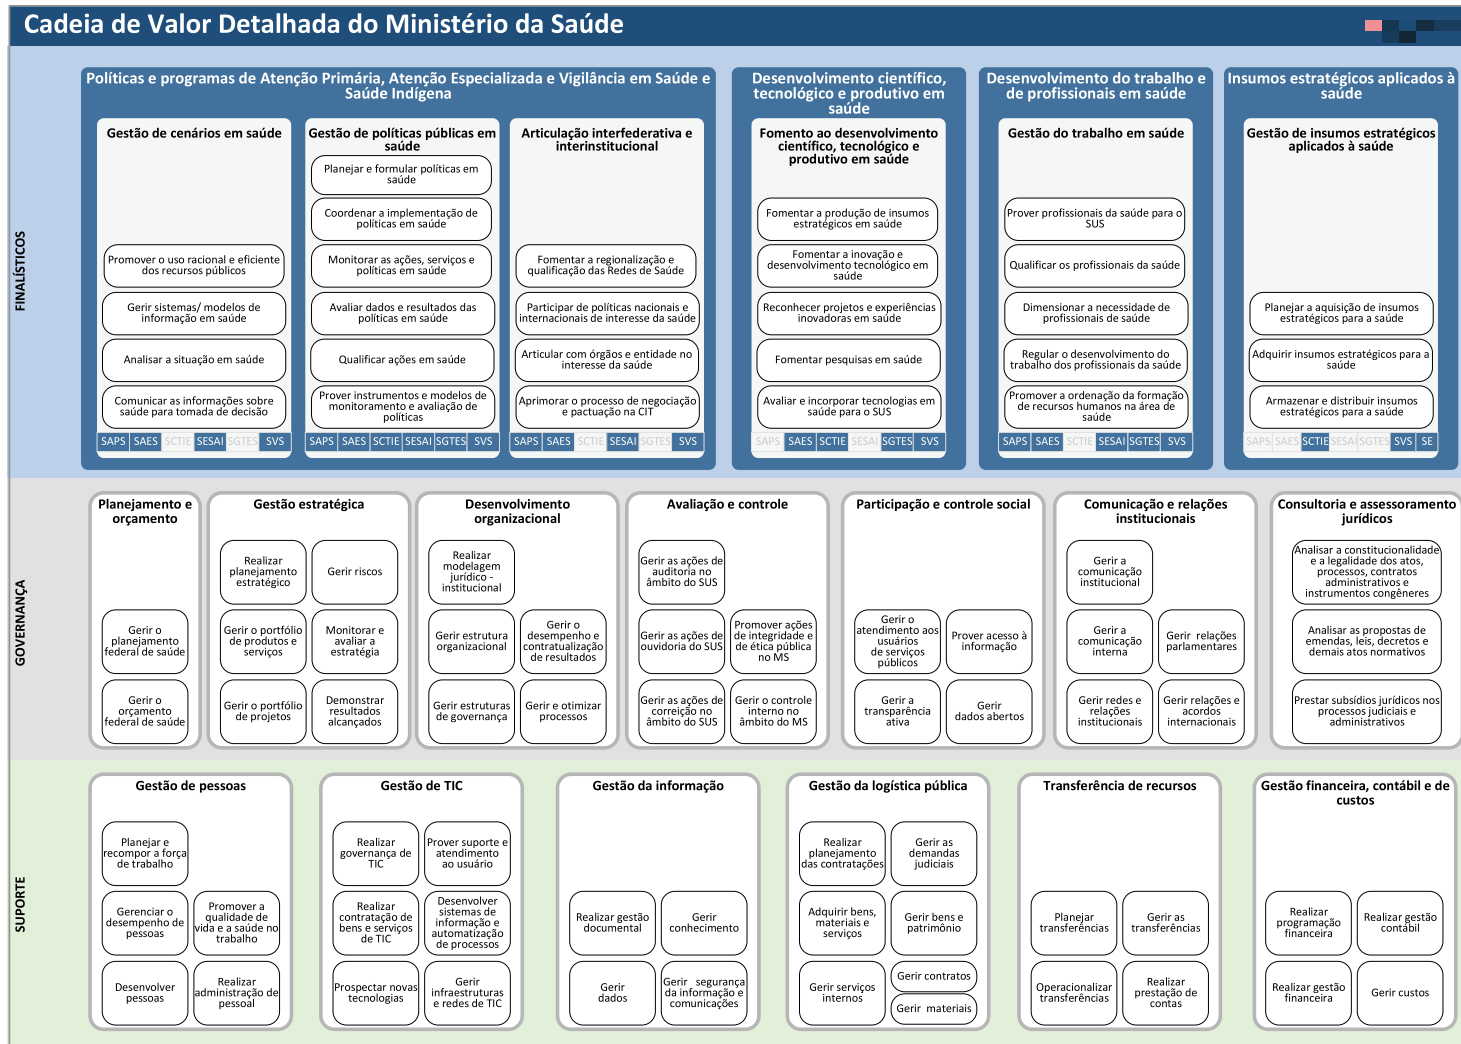 Cadeia de Valor Detalhada do Ministério da Saúde
FINALÍSTICOS
Políticas e programas de Atenção Primária, Atenção Especializada e Vigilância em Saúde e
Saúde Indígena
Gestão de cenários em saúde
Promover o uso racional e eficiente
dos recursos públicos
Gerir sistemas/ modelos de
informação em saúde
Analisar a situação em saúde
Comunicar as informações sobre
saúde para tomada de decisão
SAPS SAES SCTIE SESAI SGTES SVS
Gestão de políticas públicas em
saúde
Planejar e formular políticas em
saúde
Coordenar a implementação de
políticas em saúde
Monitorar as ações, serviços e
políticas em saúde
Avaliar dados e resultados das
políticas em saúde
Qualificar ações em saúde
Prover instrumentos e modelos de
monitoramento e avaliação de
políticas
SAPS SAES SCTIE SESAI SGTES SVS
Articulação interfederativa e
interinstitucional
Fomentar a regionalização e
qualificação das Redes de Saúde
Participar de políticas nacionais e
internacionais de interesse da saúde
Articular com órgãos e entidade no
interesse da saúde
Aprimorar o processo de negociação
e pactuação na CIT
SAPS SAES SCTIE SESAI SGTES SVS
Desenvolvimento científico,
tecnológico e produtivo em
saúde
Fomento ao desenvolvimento
científico, tecnológico e
produtivo em saúde
Fomentar a produção de insumos
estratégicos em saúde
Fomentar a inovação e
desenvolvimento tecnológico em
saúde
Reconhecer projetos e experiências
inovadoras em saúde
Fomentar pesquisas em saúde
Avaliar e incorporar tecnologias em
saúde para o SUS
SAPS SAES SCTIE SESAI SGTES SVS
Desenvolvimento do trabalho e
de profissionais em saúde
Gestão do trabalho em saúde
Prover profissionais da saúde para o
SUS
Qualificar os profissionais da saúde
Dimensionar a necessidade de
profissionais de saúde
Regular o desenvolvimento do
trabalho dos profissionais da saúde
Promover a ordenação da formação
de recursos humanos na área de
saúde
SAPS SAES SCTIE SESAI SGTES SVS
Insumos estratégicos aplicados à
saúde
Gestão de insumos estratégicos
aplicados à saúde
Planejar a aquisição de insumos
estratégicos para a saúde
Adquirir insumos estratégicos para a
saúde
Armazenar e distribuir insumos
estratégicos para a saúde
SAPS SAES SCTIE SESAI SGTES SVS SE
GOVERNANÇA
Planejamento e
orçamento
Gerir o
planejamento
federal de saúde
Gerir o
orçamento
federal de saúde
Gestão estratégica
Realizar
planejamento
estratégico
Gerir riscos
Gerir o portfólio
de produtos e
serviços
Monitorar e
avaliar a
estratégia
Gerir o portfólio
de projetos
Demonstrar
resultados
alcançados
Desenvolvimento
organizacional
Realizar
modelagem
jurídico -
institucional
Gerir estrutura
organizacional
Gerir o
desempenho e
contratualização
de resultados
Gerir estruturas
de governança
Gerir e otimizar
processos
Avaliação e controle
Gerir as ações de
auditoria no
âmbito do SUS
Gerir as ações de
ouvidoria do SUS
Promover ações
de integridade e
de ética pública
no MS
Gerir as ações de
correição no
âmbito do SUS
Gerir o controle
interno no
âmbito do MS
Participação e controle social
Gerir o
atendimento aos
usuários
de serviços
públicos
Prover acesso à
informação
Gerir a
transparência
ativa
Gerir
dados abertos
Comunicação e relações
institucionais
Gerir a
comunicação
institucional
Gerir a
comunicação
interna
Gerir relações
parlamentares
Gerir redes e
relações
institucionais
Gerir relações e
acordos
internacionais
Consultoria e assessoramento
jurídicos
Analisar a constitucionalidade
e a legalidade dos atos,
processos, contratos
administrativos e
instrumentos congêneres
Analisar as propostas de
emendas, leis, decretos e
demais atos normativos
Prestar subsídios jurídicos nos
processos judiciais e
administrativos
SUPORTE
Gestão de pessoas
Planejar e
recompor a força
de trabalho
Gerenciar o
desempenho de
pessoas
Promover a
qualidade de
vida e a saúde no
trabalho
Desenvolver
pessoas
Realizar
administração de
pessoal
Gestão de TIC
Realizar
governança de
TIC
Prover suporte e
atendimento
ao usuário
Realizar
contratação de
bens e serviços
de TIC
Desenvolver
sistemas de
informação e
automatização
de processos
Prospectar novas
tecnologias
Gerir
infraestruturas
e redes de TIC
Gestão da informação
Realizar gestão
documental
Gerir
conhecimento
Gerir
dados
Gerir segurança
da informação e
comunicações
Gestão da logística pública
Realizar
planejamento
das contratações
Gerir as
demandas
judiciais
Adquirir bens,
materiais e
serviços
Gerir bens e
patrimônio
Gerir serviços
internos
Gerir contratos
Gerir materiais
Transferência de recursos
Planejar
transferências
Gerir as
transferências
Operacionalizar
transferências
Realizar
prestação de
contas
Gestão financeira, contábil e de
custos
Realizar
programação
financeira
Realizar gestão
contábil
Realizar gestão
financeira
Gerir custos